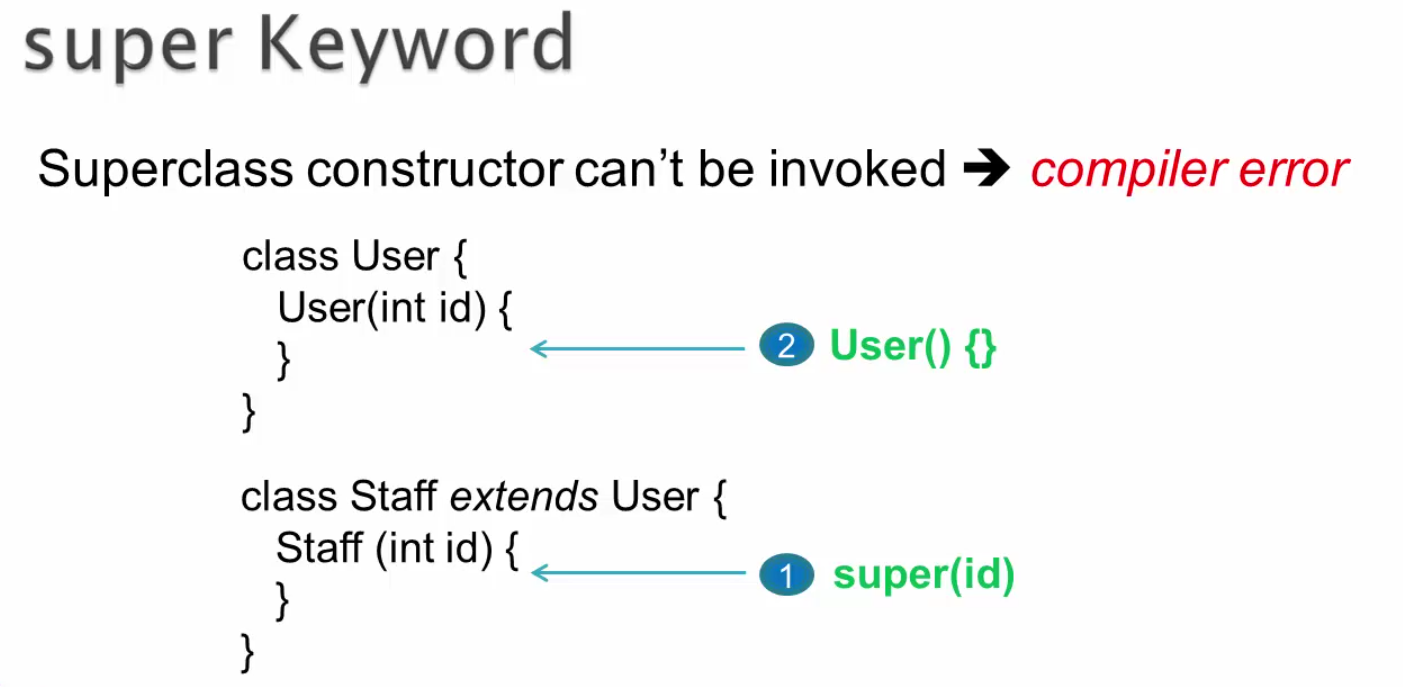 super Keyword
Superclass constructor can’t be invoked ➔ compiler error
class User {
User(int id) {
2 User() {}
}
}
class Staff extends User {
Staff (int id) {
1 super(id)
}
}